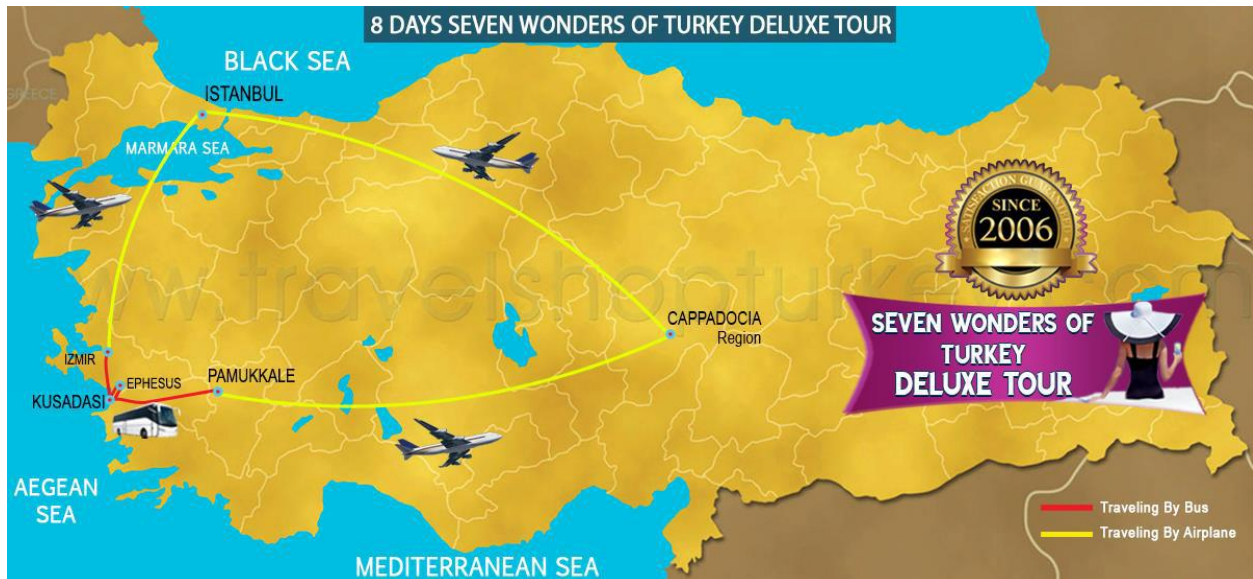 8 DAYS SEVEN WONDERS OF TURKEY DELUXE TOUR
BLACK SEA
GREECE
ISTANBUL
MARMARA SEA
SATISFACTION GUARANTEED
SINCE
2006
www.travelshopturkey.com
CAPPADOCIA
Region
SEVEN WONDERS OF
TURKEY
DELUXE TOUR
IZMIR
EPHESUS
PAMUKKALE
KUSADASI
AEGEAN
SEA
Traveling By Bus
Traveling By Airplane
MEDITERRANEAN SEA